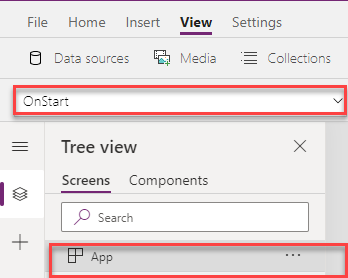 File Home Insert View Settings
Data sources Media Collections
OnStart
Tree view
Screens Components
Search
App ...